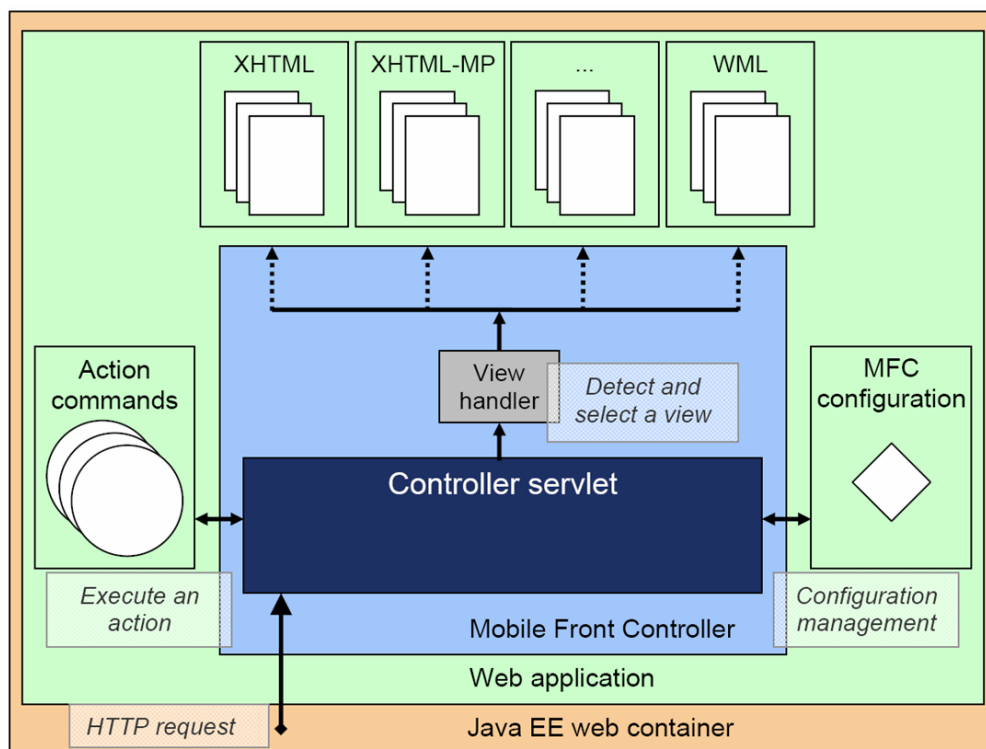 XHTML
XHTML-MP
...
WML
Action
commands
View
handler
Detect and
select a view
MFC
configuration
Controller servlet
Execute an
action
Configuration
management
Mobile Front Controller
Web application
HTTP request
Java EE web container